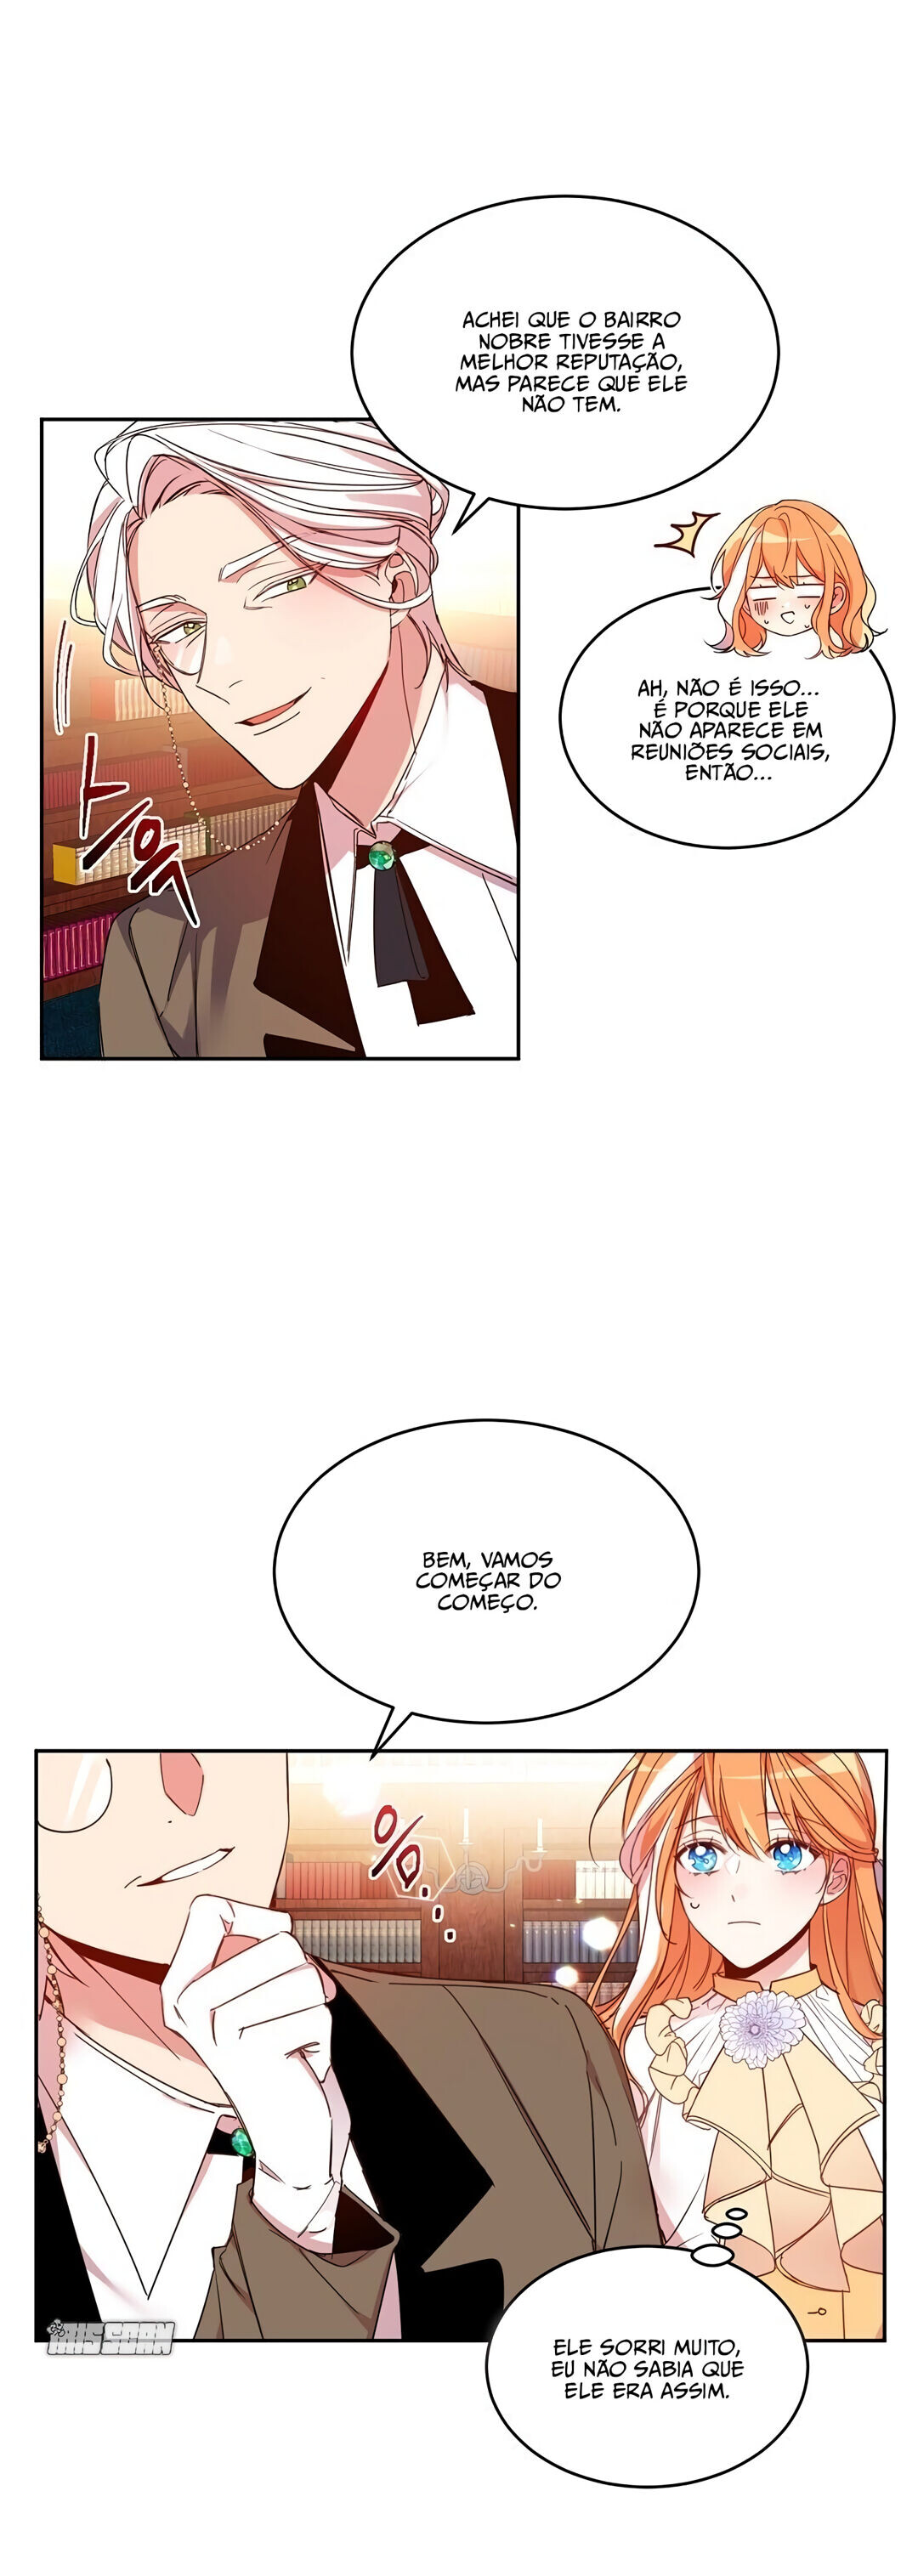 ACHEI QUE O BAIRRO
NOBRE TIVESSE A
MELHOR REPUTAÇÃO,
MAS PARECE QUE ELE
NÃO TEM.
AH, NÃO É ISSO...
É PORQUE ELE
NÃO APARECE EM
REUNIÕES SOCIAIS,
ENTÃO...
BEM, VAMOS
COMEÇAR DO
COMEÇO.
ELE SORRI MUITO,
EU NÃO SABIA QUE
ELE ERA ASSIM.